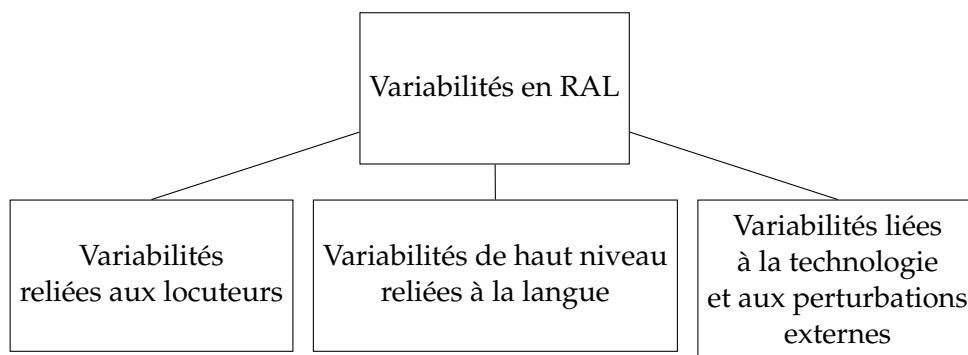 Variabilités en RAL
Variabilités
reliées aux locuteurs
Variabilités de haut niveau
reliées à la langue
Variabilités liées
à la technologie
et aux perturbations
externes